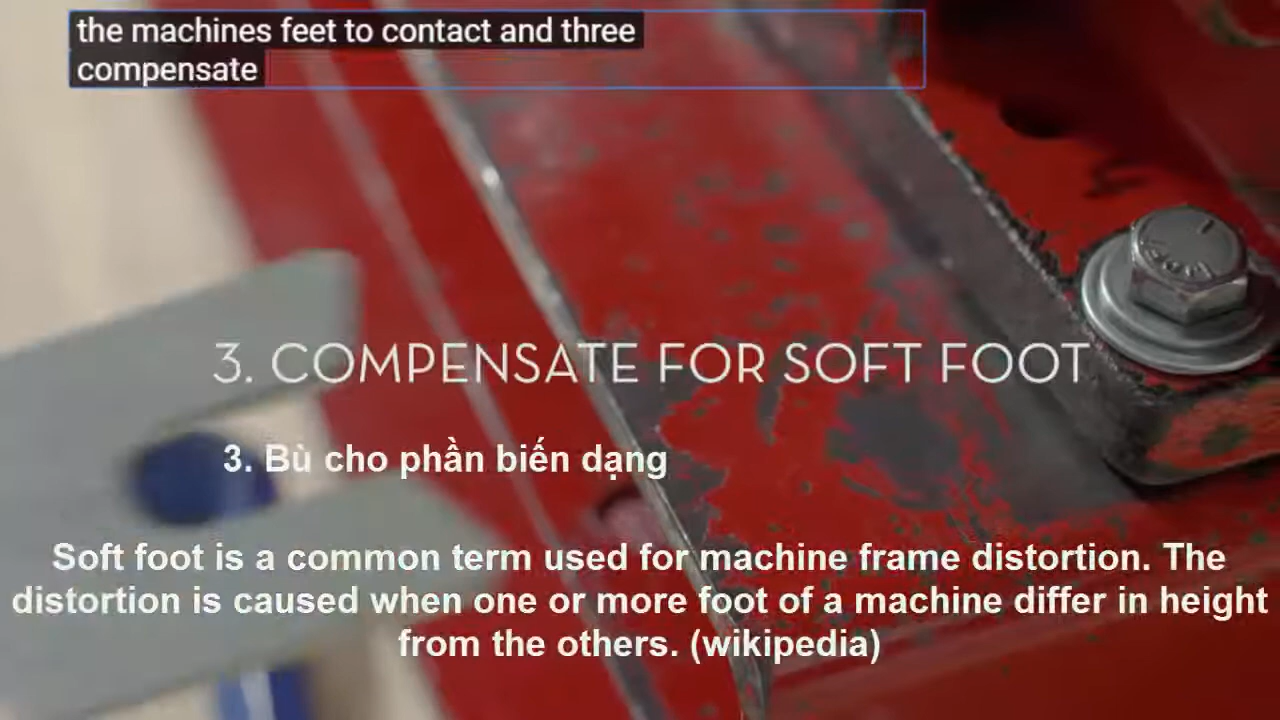 the machines feet to contact and three
compensate
3. COMPENSATE FOR SOFT FOOT
3. Bù cho phần biến dạng
Soft foot is a common term used for machine frame distortion. The
distortion is caused when one or more foot of a machine differ in height
from the others. (wikipedia)